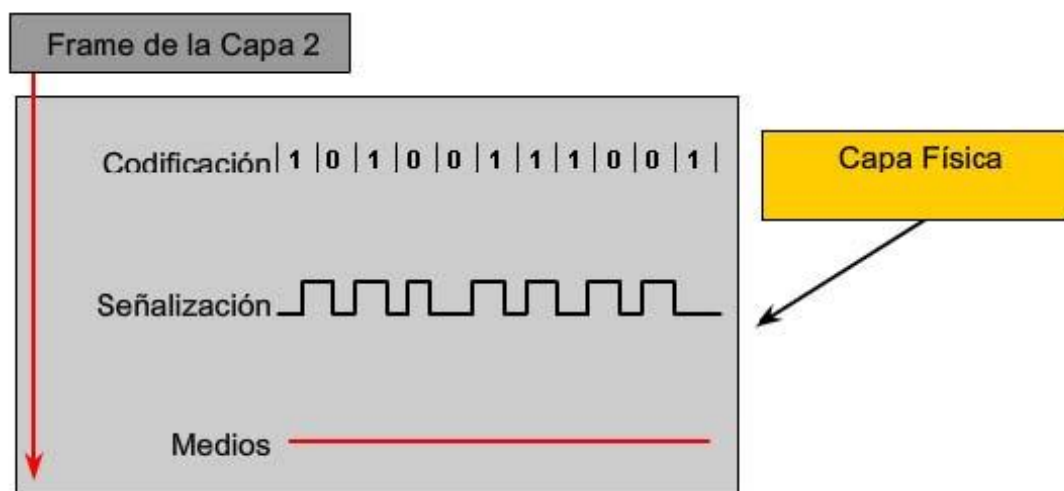 Frame de la Capa 2
Codificación | 1 | 0 | 1 | 0 | 0 | 1 | 1 | 1 | 0 | 0 | 1 |
Capa Física
Señalización
Medios